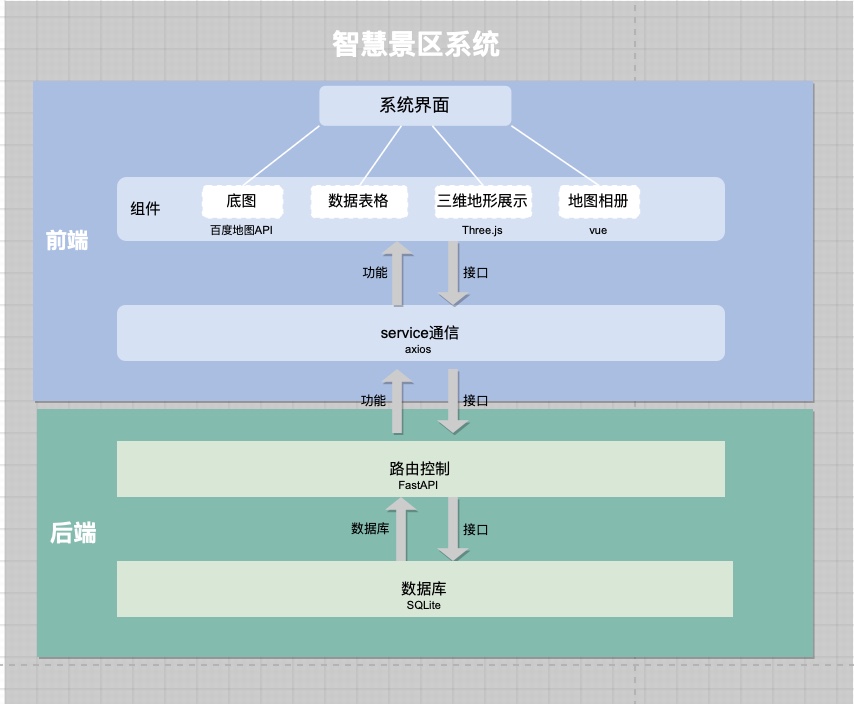 智慧景区系统
系统界面
组件
底图
数据表格
三维地形展示
地图相册
百度地图API
Three.js
vue
前端
功能
接口
service通信
axios
功能
接口
路由控制
FastAPI
后端
数据库
接口
数据库
SQLite